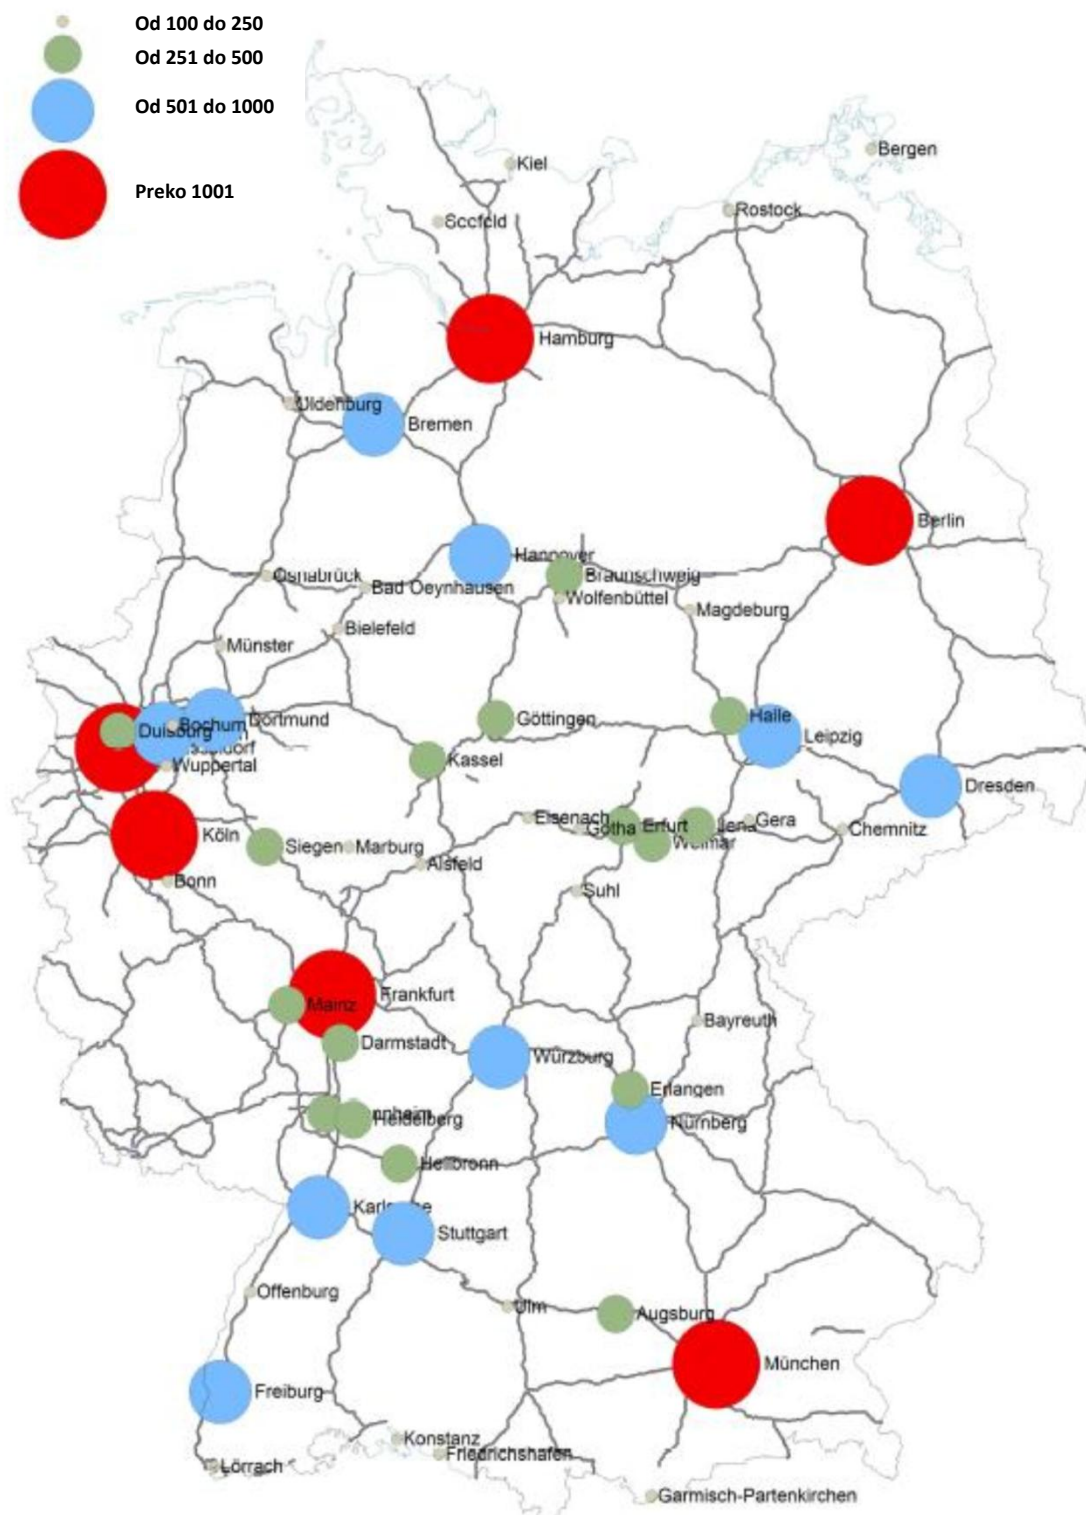 Od 100 do 250
Od 251 do 500
Od 501 do 1000
Preko 1001
Kiel
Bergen
Rostock
Hamburg
Bremen
Berlin
Hannover
Braunschweig
Osnabrück
Bad Oeynhausen
Wolfenbüttel
Magdeburg
Bielefeld
Münster
Göttingen
Halle
Duisburg
Bochum
Dortmund
Leipzig
Wuppertal
Kassel
Dresden
Eisenach
Gotha
Erfurt
Jena
Gera
Chemnitz
Köln
Siegen
Marburg
Weimar
Alsfeld
Bonn
Suhl
Frankfurt
Mainz
Bayreuth
Darmstadt
Würzburg
Erlangen
Heidelberg
Nürnberg
Heilbronn
Stuttgart
Offenburg
Ulm
Augsburg
München
Freiburg
Konstanz
Friedrichshafen
Lörrach
Garmisch-Partenkirchen